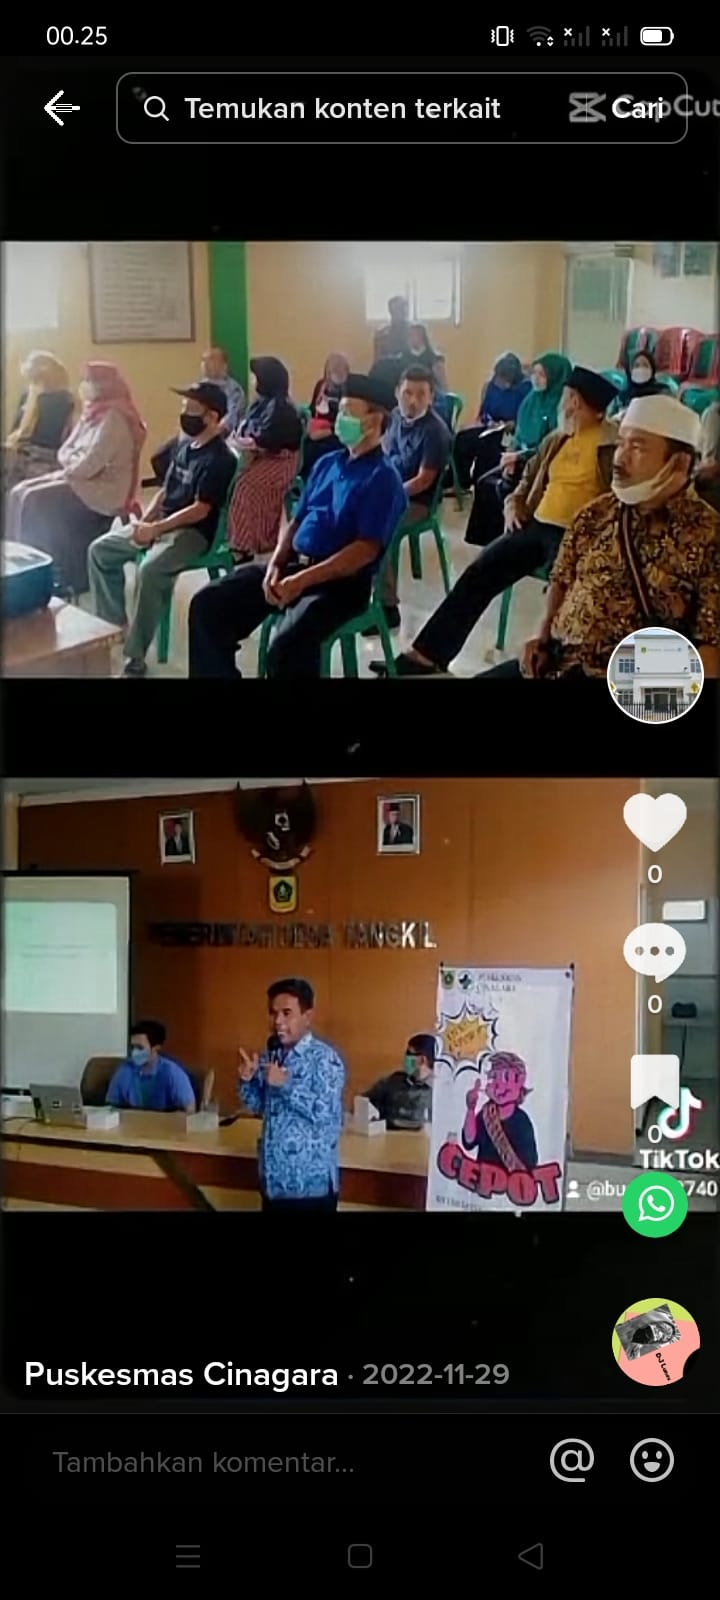 00.25
Temukan konten terkait
Cari
CapCut
PEMERINTAH DESA TANGKIL
PUSKESMAS
CINAGARA
CEPOT
0
0
0
TikTok
Puskesmas Cinagara · 2022-11-29
Tambahkan komentar...